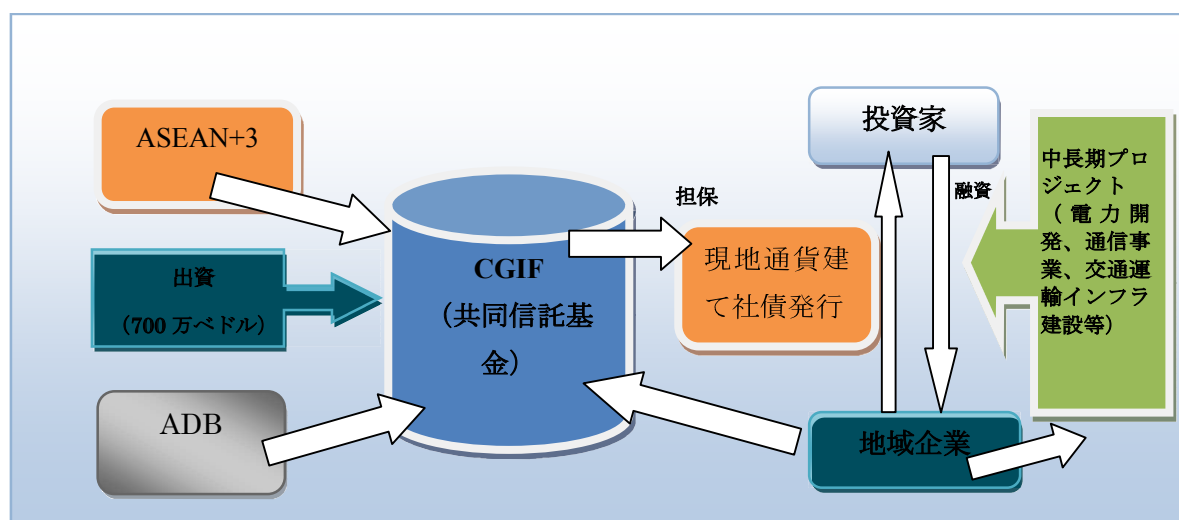 ASEAN+3
出資
（700 万ベドル）
ADB
CGIF
（共同信託基
金）
担保
現地通貨建
て社債発行
投資家
融資
地域企業
中長期プロ
ジェクト
（電力開
発、通信事
業、交通運
輸インフラ
建設等）